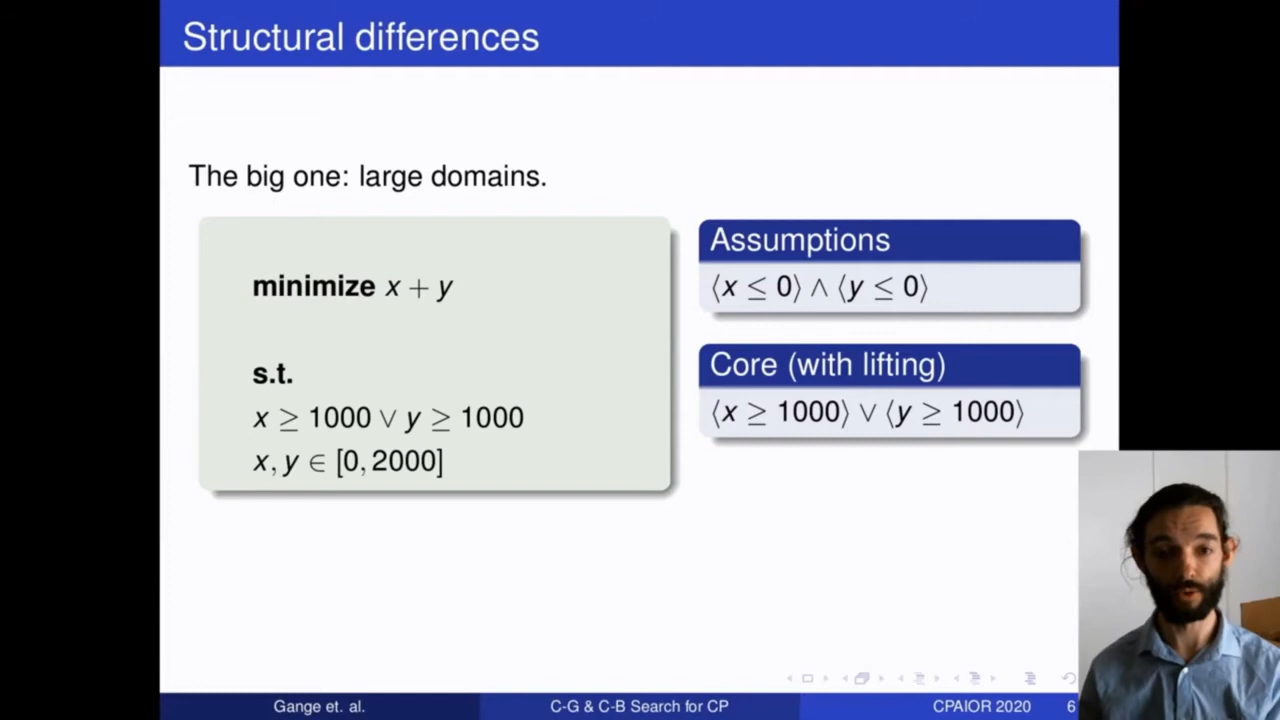 Structural differences
The big one: large domains.
minimize x + y
s.t.
x ≥ 1000 ∨ y ≥ 1000
x, y ∈ [0, 2000]
Assumptions
⟨x ≤ 0⟩ ∧ ⟨y ≤ 0⟩
Core (with lifting)
⟨x ≥ 1000⟩ ∨ ⟨y ≥ 1000⟩
Gange et. al.
C-G & C-B Search for CP
CPAIOR 2020
6